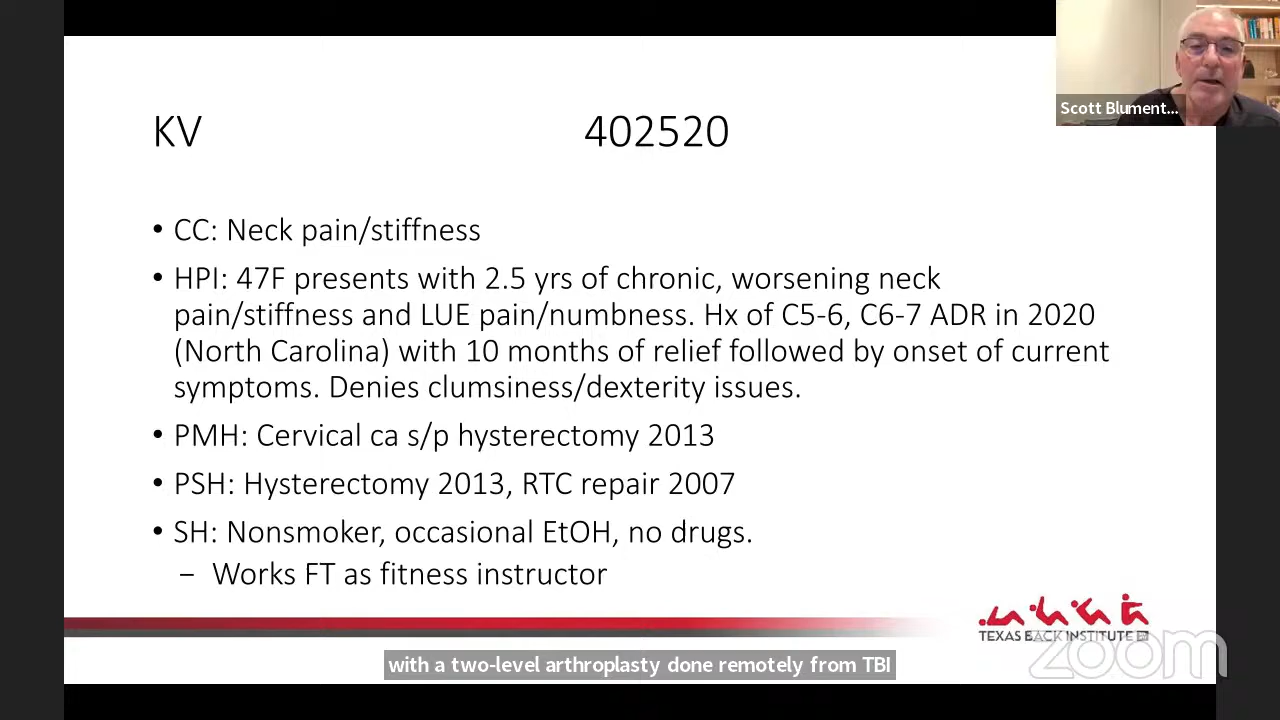 Scott Blument...
KV 402520
• CC: Neck pain/stiffness
• HPI: 47F presents with 2.5 yrs of chronic, worsening neck
pain/stiffness and LUE pain/numbness. Hx of C5-6, C6-7 ADR in 2020
(North Carolina) with 10 months of relief followed by onset of current
symptoms. Denies clumsiness/dexterity issues.
• PMH: Cervical ca s/p hysterectomy 2013
• PSH: Hysterectomy 2013, RTC repair 2007
• SH: Nonsmoker, occasional EtOH, no drugs.
– Works FT as fitness instructor
TEXAS BACK INSTITUTE
zoom
with a two-level arthroplasty done remotely from TBI